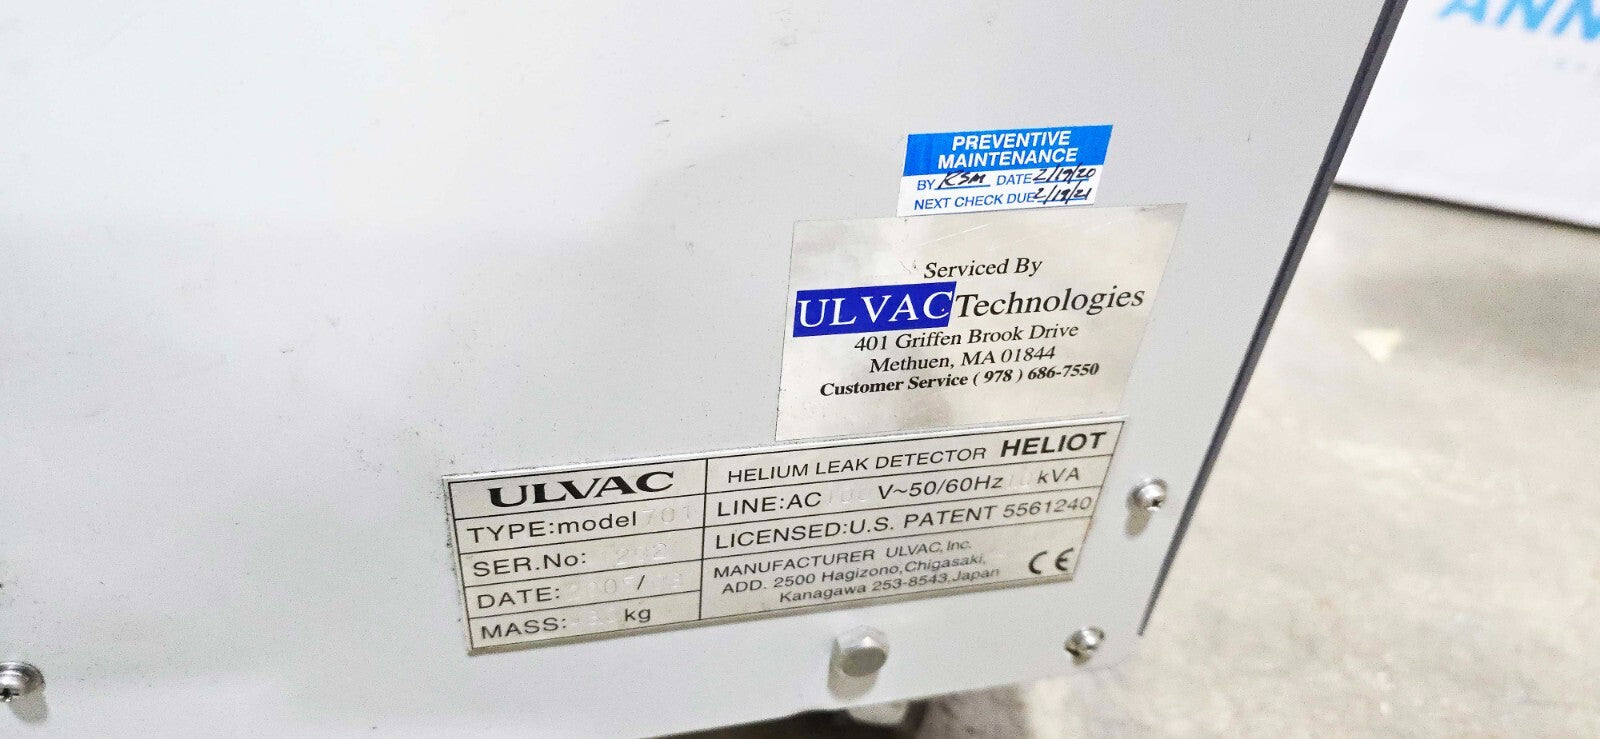 ANN
PREVENTIVE
MAINTENANCE
BY KSM DATE 2/19/20
NEXT CHECK DUE 2/19/21
Serviced By
ULVAC Technologies
401 Griffen Brook Drive
Methuen, MA 01844
Customer Service ( 978 ) 686-7550
ULVAC
TYPE:model 701
SER.No:
DATE: /
MASS: kg
HELIUM LEAK DETECTOR HELIOT
LINE:AC V~50/60Hz kVA
LICENSED:U.S. PATENT 5561240
MANUFACTURER ULVAC, Inc.
ADD. 2500 Hagizono,Chigasaki,
Kanagawa 253-8543,Japan
CE